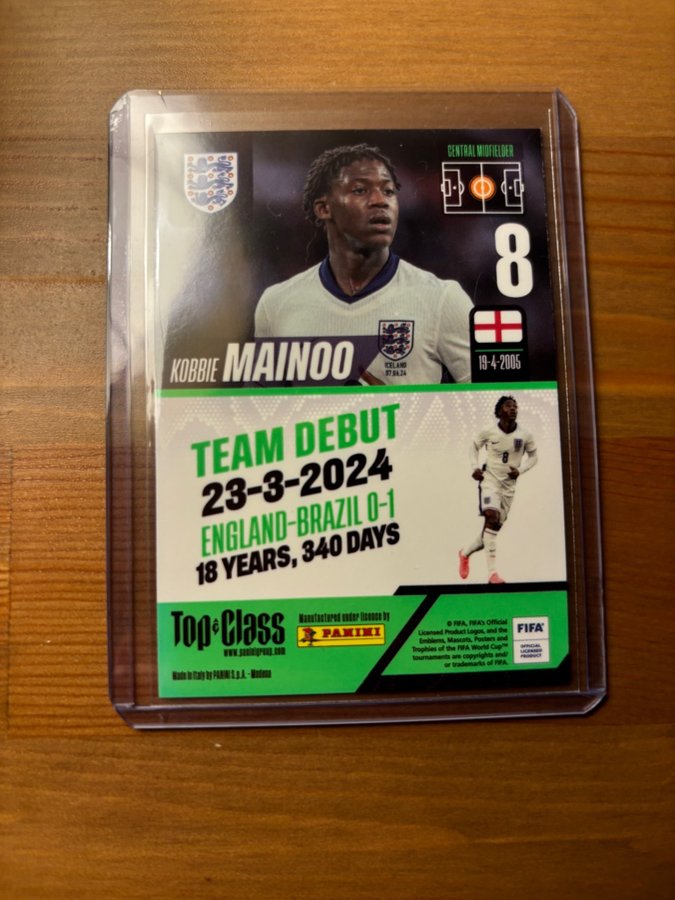 CENTRAL MIDFIELDER
8
KOBBIE MAINOO
ICELAND
07.06.24
19-4-2005
TEAM DEBUT
23-3-2024
ENGLAND-BRAZIL 0-1
18 YEARS, 340 DAYS
8
Top Class
www.paninigroup.com
Manufactured under licence by
PANINI
Made in Italy by PANINI S.p.A. - Modena
© FIFA, FIFA's Official
Licensed Product Logos, and the
Emblems, Mascots, Posters and
Trophies of the FIFA World Cup™
tournaments are copyrights and/
or trademarks of FIFA.
FIFA®
OFFICIAL
LICENSED
PRODUCT